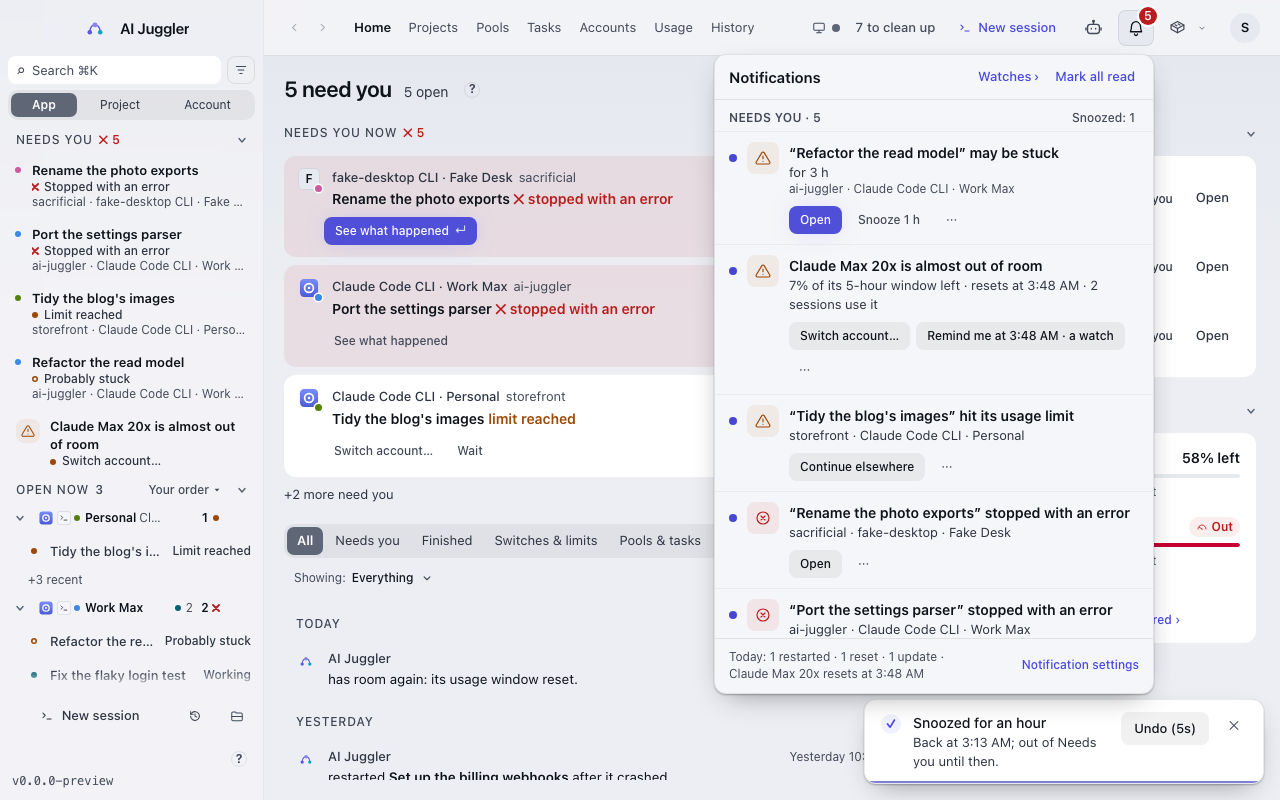 AI Juggler
Search ⌘K
App
Project
Account
NEEDS YOU 5
Rename the photo exports
Stopped with an error
sacrificial · fake-desktop CLI · Fake ...
Port the settings parser
Stopped with an error
ai-juggler · Claude Code CLI · Work ...
Tidy the blog's images
Limit reached
storefront · Claude Code CLI · Perso...
Refactor the read model
Probably stuck
ai-juggler · Claude Code CLI · Work ...
Claude Max 20x is almost out
of room
Switch account...
OPEN NOW 3
Your order
Personal Cl...
1
Tidy the blog's i...
Limit reached
+3 recent
Work Max
2 2
Refactor the re...
Probably stuck
Fix the flaky login test
Working
New session
?
v0.0.0-preview
Home
Projects
Pools
Tasks
Accounts
Usage
History
7 to clean up
New session
5
S
5 need you
5 open
?
NEEDS YOU NOW 5
F
fake-desktop CLI · Fake Desk sacrificial
Rename the photo exports stopped with an error
See what happened
Claude Code CLI · Work Max ai-juggler
Port the settings parser stopped with an error
See what happened
Claude Code CLI · Personal storefront
Tidy the blog's images limit reached
Switch account...
Wait
+2 more need you
All
Needs you
Finished
Switches & limits
Pools & tasks
Showing: Everything
TODAY
AI Juggler
has room again: its usage window reset.
YESTERDAY
AI Juggler
Yesterday 10:
restarted Set up the billing webhooks after it crashed
Notifications
Watches ›
Mark all read
NEEDS YOU · 5
Snoozed: 1
“Refactor the read model” may be stuck
for 3 h
ai-juggler · Claude Code CLI · Work Max
Open
Snooze 1 h
...
Claude Max 20x is almost out of room
7% of its 5-hour window left · resets at 3:48 AM · 2
sessions use it
Switch account...
Remind me at 3:48 AM · a watch
...
“Tidy the blog's images” hit its usage limit
storefront · Claude Code CLI · Personal
Continue elsewhere
...
“Rename the photo exports” stopped with an error
sacrificial · fake-desktop · Fake Desk
Open
...
“Port the settings parser” stopped with an error
ai-juggler · Claude Code CLI · Work Max
Today: 1 restarted · 1 reset · 1 update ·
Claude Max 20x resets at 3:48 AM
Notification settings
you
Open
you
Open
you
Open
58% left
t
Out
t
red ›
Snoozed for an hour
Back at 3:13 AM; out of Needs
you until then.
Undo (5s)